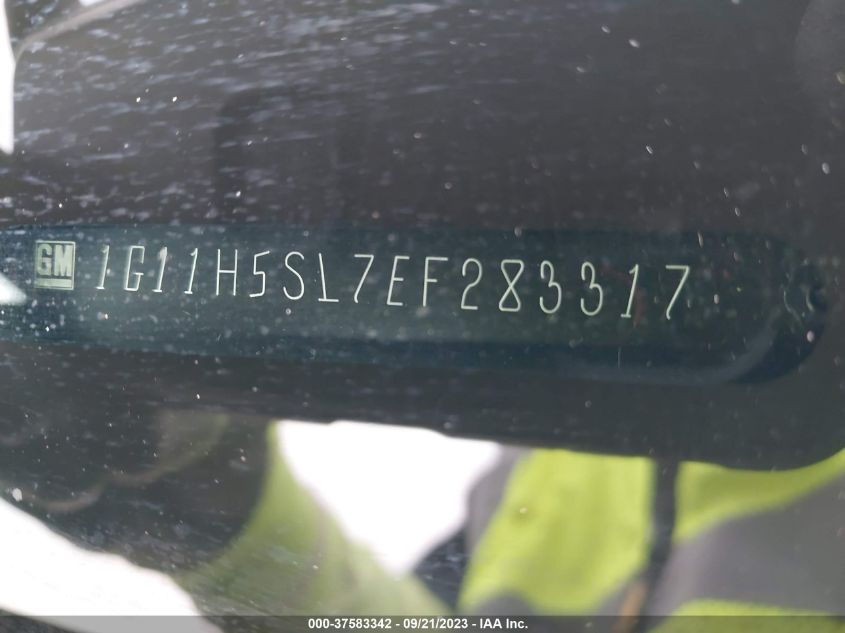 GM 1G11H5SL7EF283317
000-37583342 - 09/21/2023 - IAA Inc.